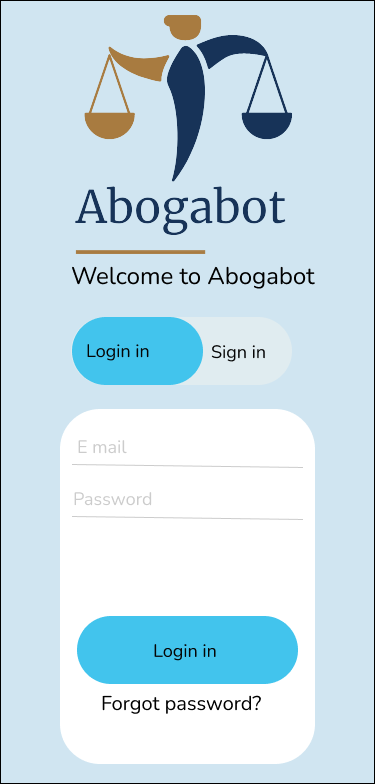 Abogabot
Welcome to Abogabot
Login in
Sign in
E mail
Password
Login in
Forgot password?